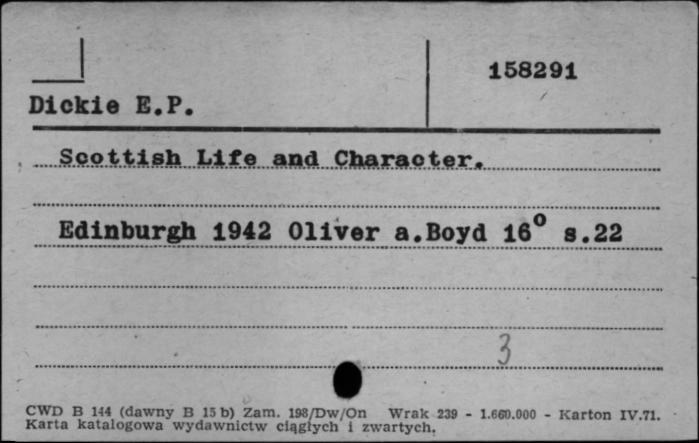 158291
Dickie E.P.
Scottish Life and Character.
Edinburgh 1942 Oliver a.Boyd 16° s.22
3
CWD B 144 (dawny B 15 b) Zam. 198/Dw/On Wrak 239 - 1.660.000 - Karton IV.71.
Karta katalogowa wydawnictw ciągłych i zwartych.